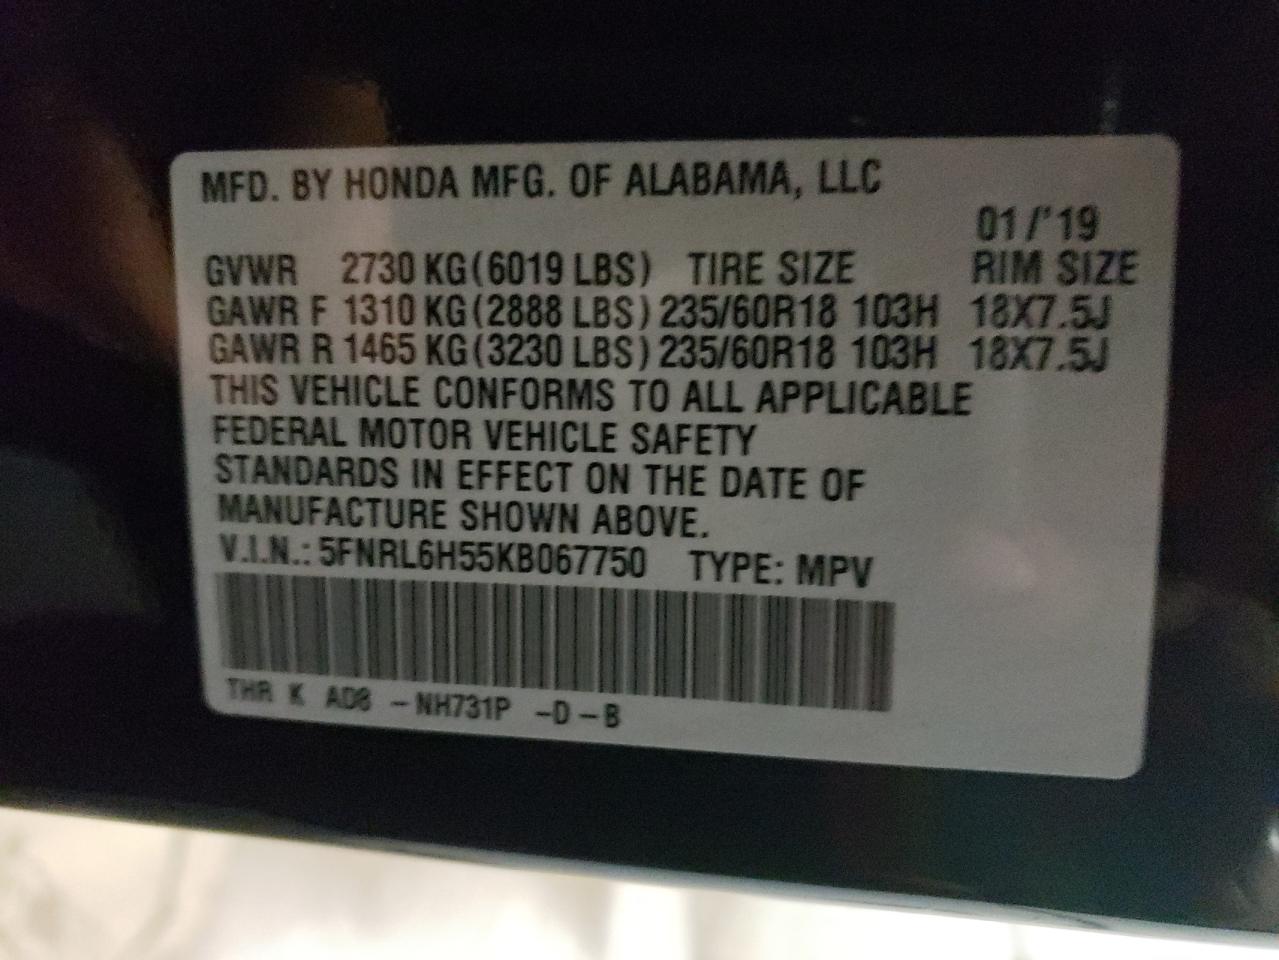 MFD. BY HONDA MFG. OF ALABAMA, LLC
01/'19
GVWR 2730 KG(6019 LBS) TIRE SIZE RIM SIZE
GAWR F 1310 KG(2888 LBS) 235/60R18 103H 18X7.5J
GAWR R 1465 KG(3230 LBS) 235/60R18 103H 18X7.5J
THIS VEHICLE CONFORMS TO ALL APPLICABLE
FEDERAL MOTOR VEHICLE SAFETY
STANDARDS IN EFFECT ON THE DATE OF
MANUFACTURE SHOWN ABOVE.
V.I.N.: 5FNRL6H55KB067750 TYPE: MPV
THR K AD8 -NH731P -D-B